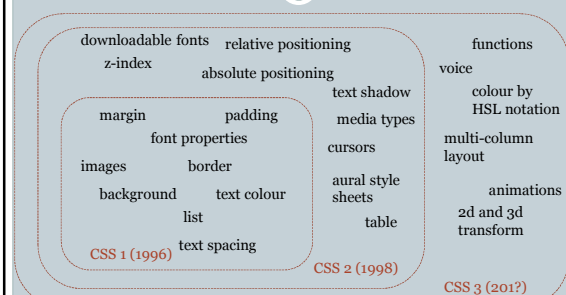 downloadable fonts
relative positioning
z-index
absolute positioning
text shadow
media types
cursors
aural style
sheets
table
margin
padding
font properties
images
border
background
text colour
list
text spacing
CSS 1 (1996)
CSS 2 (1998)
functions
voice
colour by
HSL notation
multi-column
layout
animations
2d and 3d
transform
CSS 3 (201?)